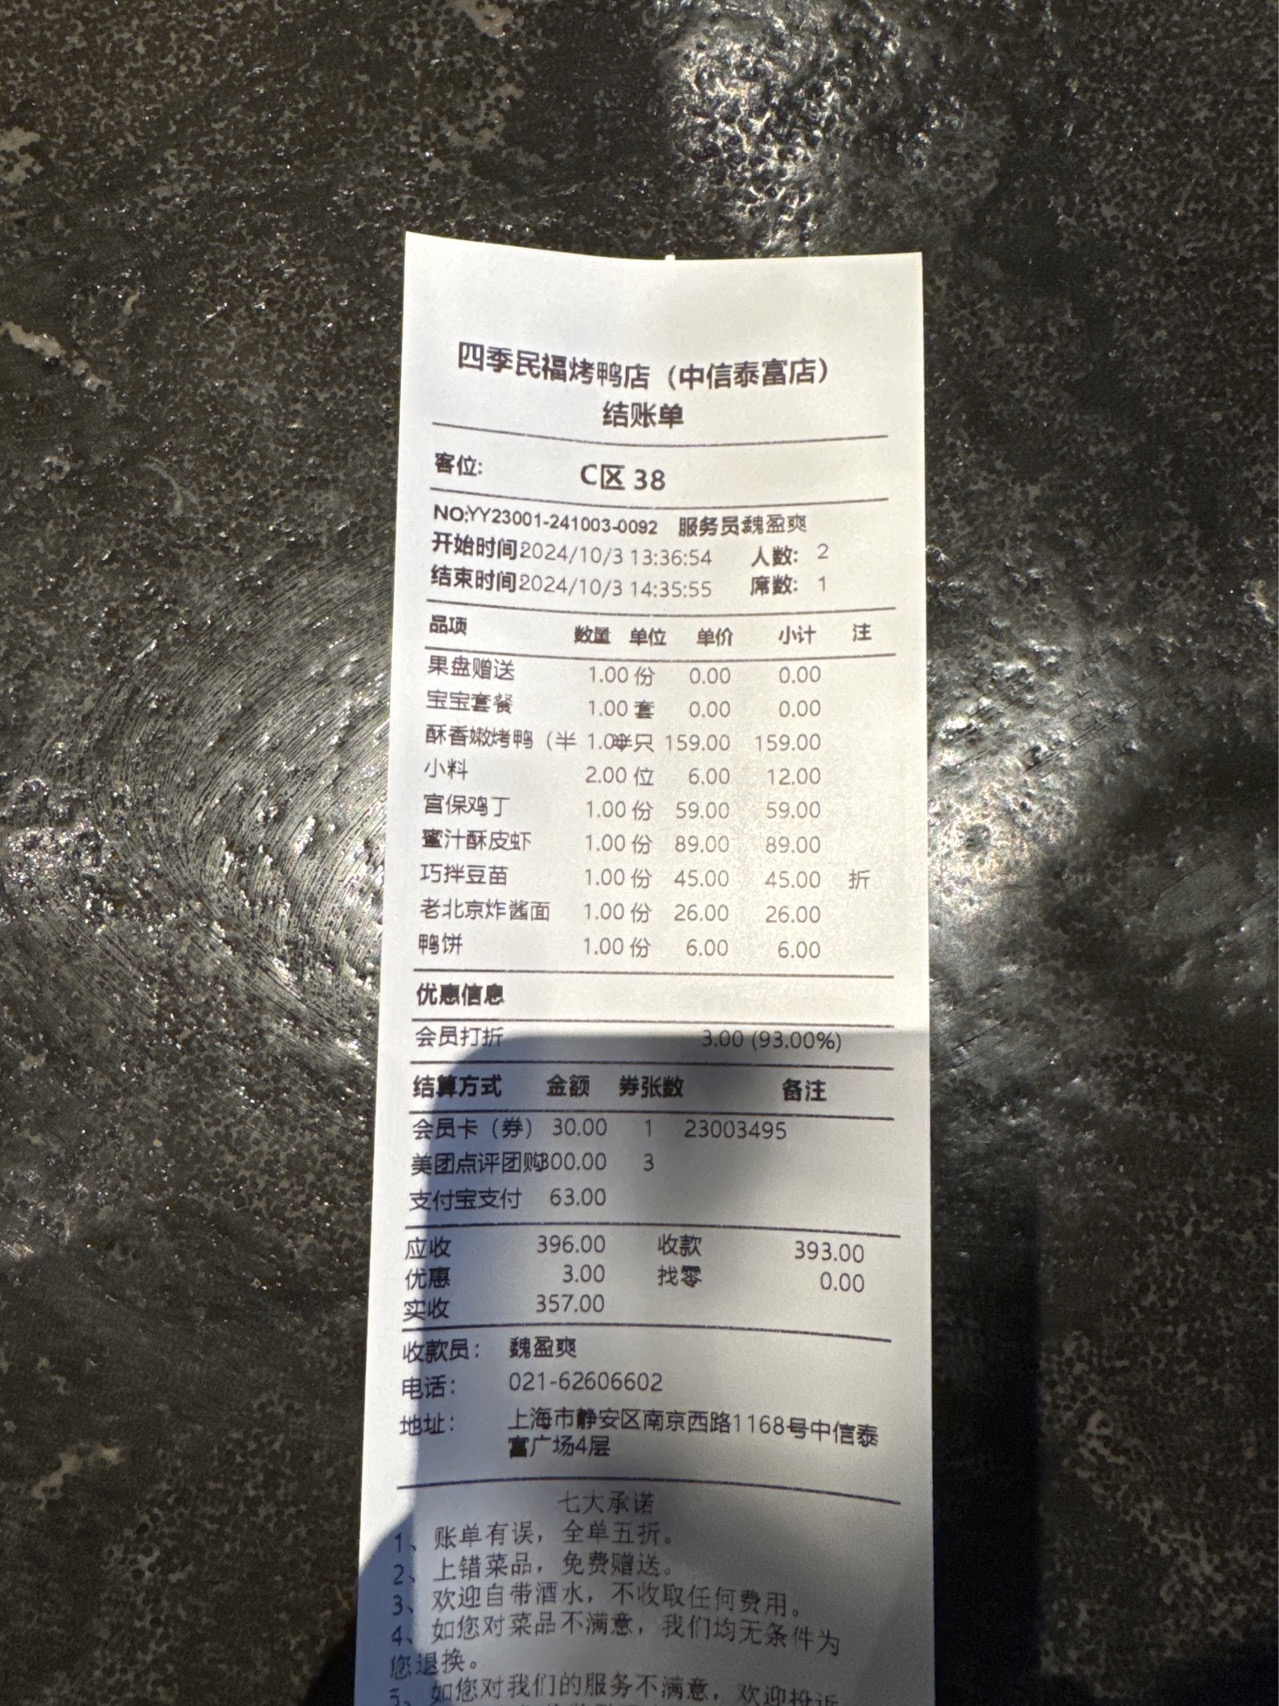 四季民福烤鸭店（中信泰富店）
结账单
客位: C区 38
NO:YY23001-241003-0092 服务员魏盈爽
开始时间2024/10/3 13:36:54 人数: 2
结束时间2024/10/3 14:35:55 席数: 1
品项 数量 单位 单价 小计 注
果盘赠送 1.00 份 0.00 0.00
宝宝套餐 1.00 套 0.00 0.00
酥香嫩烤鸭（半 1.00半只 159.00 159.00
小料 2.00 位 6.00 12.00
宫保鸡丁 1.00 份 59.00 59.00
蜜汁酥皮虾 1.00 份 89.00 89.00
巧拌豆苗 1.00 份 45.00 45.00 折
老北京炸酱面 1.00 份 26.00 26.00
鸭饼 1.00 份 6.00 6.00
优惠信息
会员打折 3.00 (93.00%)
结算方式 金额 券张数 备注
会员卡（券） 30.00 1 23003495
美团点评团购300.00 3
支付宝支付 63.00
应收 396.00 收款 393.00
优惠 3.00 找零 0.00
实收 357.00
收款员: 魏盈爽
电话: 021-62606602
地址: 上海市静安区南京西路1168号中信泰
富广场4层
七大承诺
1、账单有误，全单五折。
2、上错菜品，免费赠送。
3、欢迎自带酒水，不收取任何费用。
4、如您对菜品不满意，我们均无条件为
您退换。
5、如您对我们的服务不满意，欢迎投诉